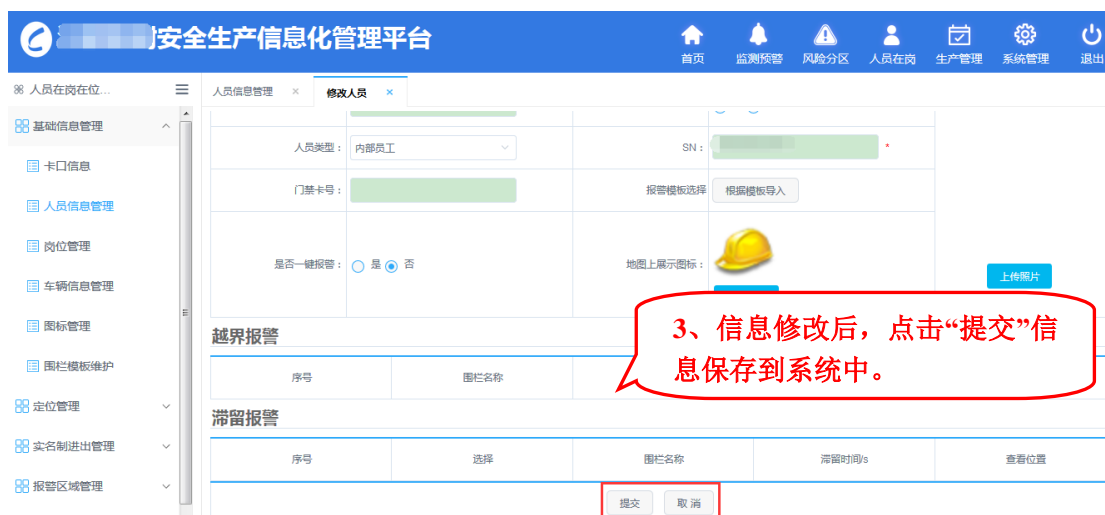 安全生产信息化管理平台
首页 监测预警 风险分区 人员在岗 生产管理 系统管理 退出
人员在岗在位...
人员信息管理 × 修改人员 ×
基础信息管理
卡口信息
人员信息管理
岗位管理
车辆信息管理
图标管理
围栏模板维护
定位管理
实名制进出管理
报警区域管理
人员类型： 内部员工 SN： *
门禁卡号： 报警模板选择 根据模板导入
是否一键报警： 是 否 地图上展示图标：
上传照片
3、信息修改后，点击“提交”信
息保存到系统中。
越界报警
序号 围栏名称
滞留报警
序号 选择 围栏名称 滞留时间/s 查看位置
提交 取 消